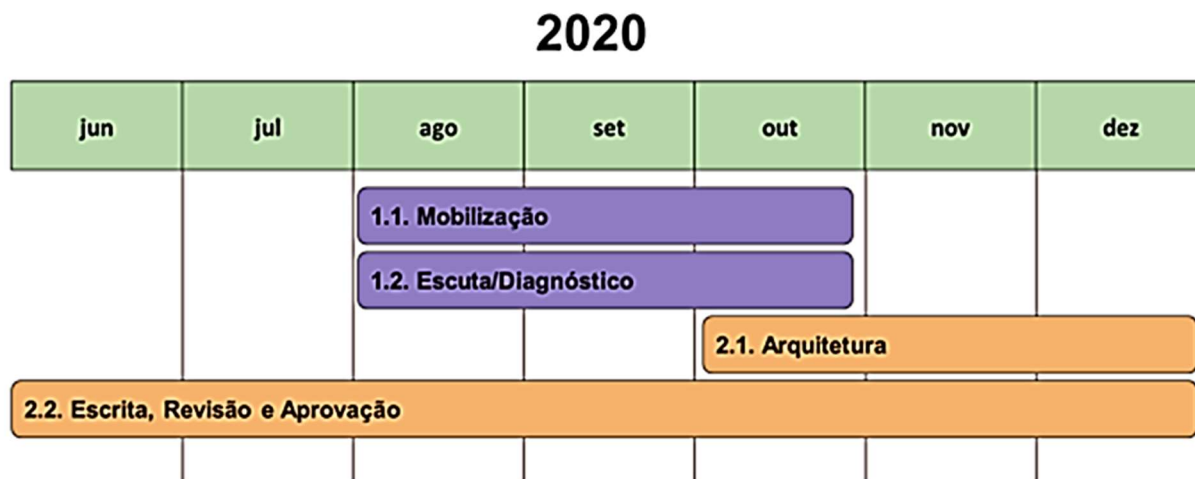 2020
jun jul ago set out nov dez
1.1. Mobilização
1.2. Escuta/Diagnóstico
2.1. Arquitetura
2.2. Escrita, Revisão e Aprovação